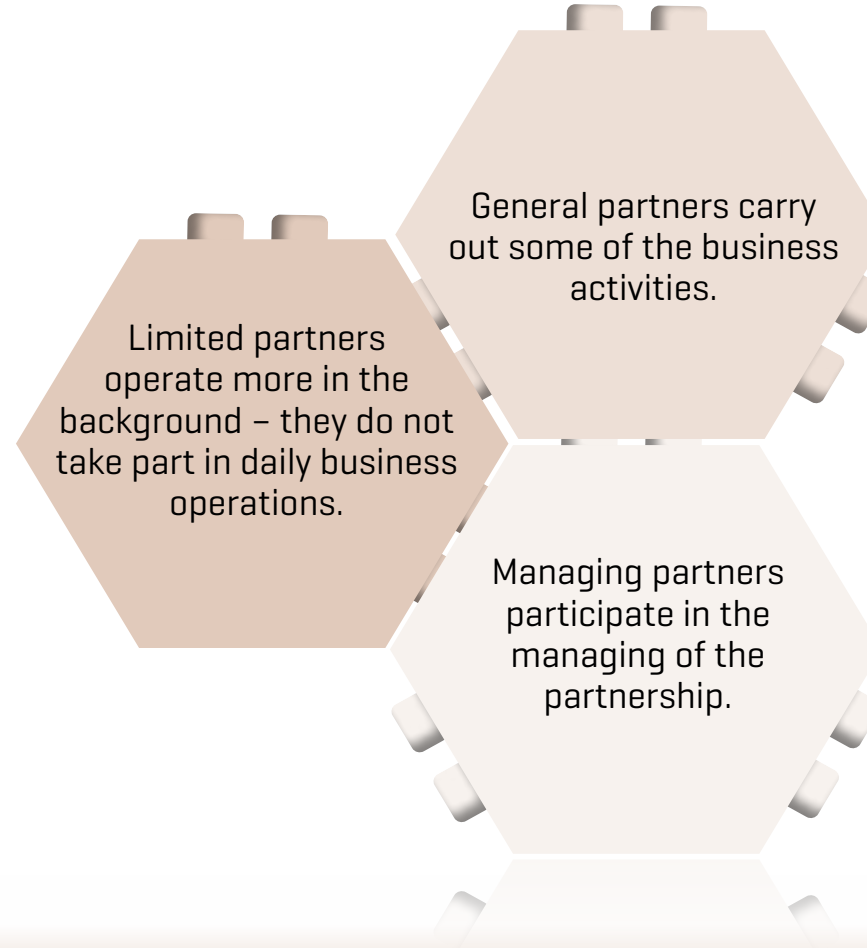 General partners carry
out some of the business
activities.
Limited partners
operate more in the
background – they do not
take part in daily business
operations.
Managing partners
participate in the
managing of the
partnership.